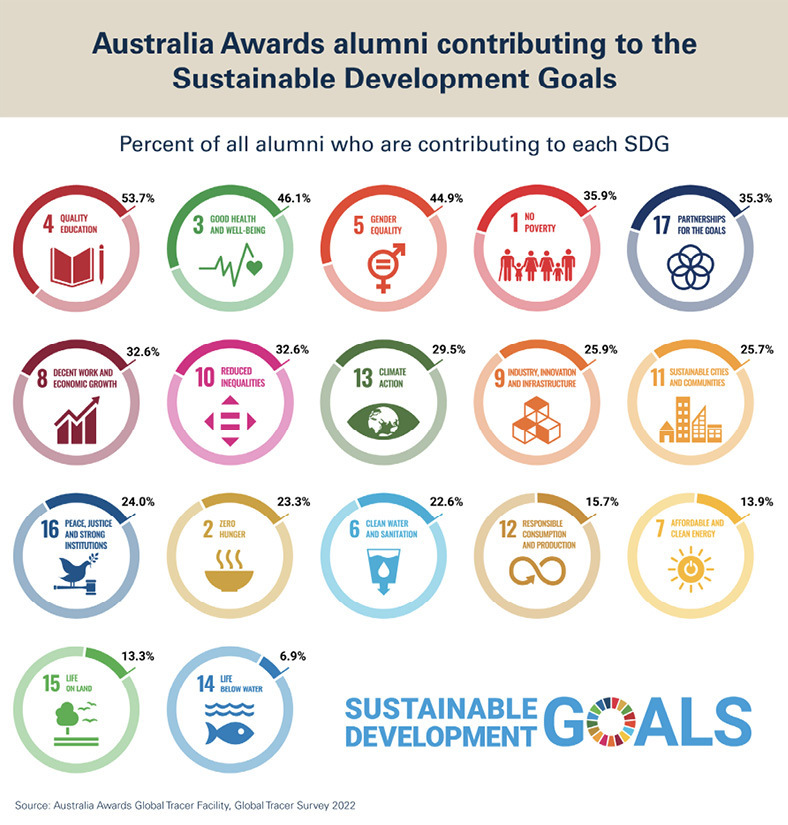 Australia Awards alumni contributing to the
Sustainable Development Goals
Percent of all alumni who are contributing to each SDG
53.7%
4 QUALITY
EDUCATION
46.1%
3 GOOD HEALTH
AND WELL-BEING
44.9%
5 GENDER
EQUALITY
35.9%
1 NO
POVERTY
35.3%
17 PARTNERSHIPS
FOR THE GOALS
32.6%
8 DECENT WORK AND
ECONOMIC GROWTH
32.6%
10 REDUCED
INEQUALITIES
29.5%
13 CLIMATE
ACTION
25.9%
9 INDUSTRY, INNOVATION
AND INFRASTRUCTURE
25.7%
11 SUSTAINABLE CITIES
AND COMMUNITIES
24.0%
16 PEACE, JUSTICE
AND STRONG
INSTITUTIONS
23.3%
2 ZERO
HUNGER
22.6%
6 CLEAN WATER
AND SANITATION
15.7%
12 RESPONSIBLE
CONSUMPTION
AND PRODUCTION
13.9%
7 AFFORDABLE AND
CLEAN ENERGY
13.3%
15 LIFE
ON LAND
6.9%
14 LIFE
BELOW WATER
SUSTAINABLE
DEVELOPMENT
GOALS
Source: Australia Awards Global Tracer Facility, Global Tracer Survey 2022